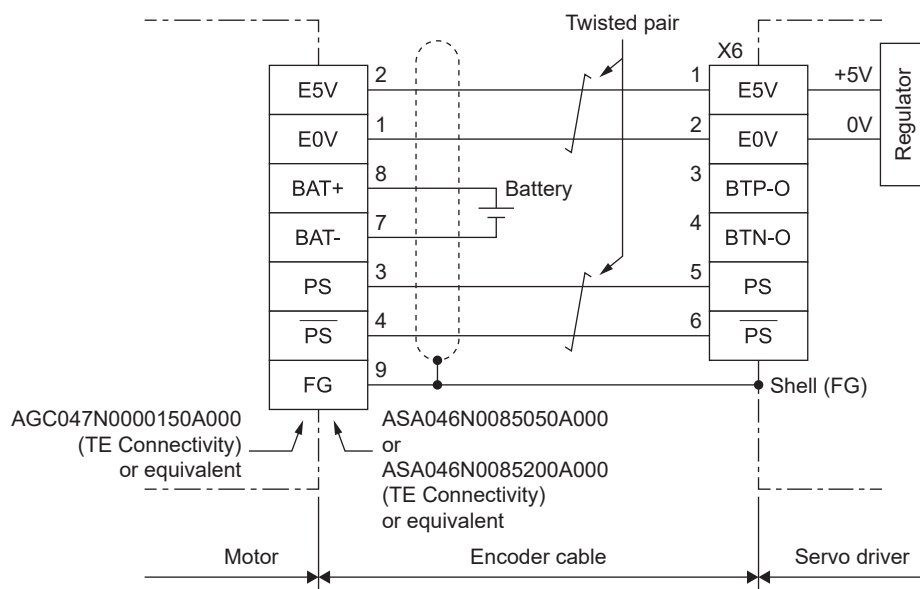 Twisted pair
X6
E5V 2 1 E5V +5V
E0V 1 2 E0V 0V
Regulator
BAT+ 8 Battery 3 BTP-O
BAT- 7 4 BTN-O
PS 3 5 PS
PS 4 6 PS
FG 9 Shell (FG)
AGC047N0000150A000
(TE Connectivity)
or equivalent
ASA046N0085050A000
or
ASA046N0085200A000
(TE Connectivity)
or equivalent
Motor
Encoder cable
Servo driver